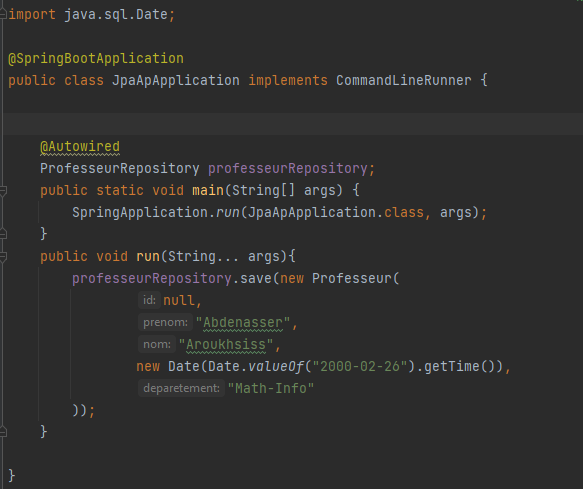 import java.sql.Date;
@SpringBootApplication
public class JpaApApplication implements CommandLineRunner {
@Autowired
ProfesseurRepository professeurRepository;
public static void main(String[] args) {
SpringApplication.run(JpaApApplication.class, args);
}
public void run(String... args){
professeurRepository.save(new Professeur(
id: null,
prenom: "Abdenasser",
nom: "Aroukhsiss",
new Date(Date.valueOf("2000-02-26").getTime()),
deparetement: "Math-Info"
));
}
}